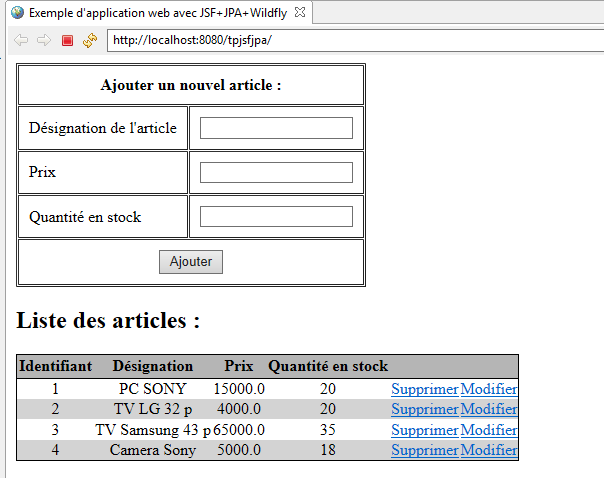 Exemple d'application web avec JSF+JPA+Wildfly
http://localhost:8080/tpjsfjpa/
Ajouter un nouvel article :
Désignation de l'article
Prix
Quantité en stock
Ajouter
Liste des articles :
Identifiant Désignation Prix Quantité en stock
1 PC SONY 15000.0 20 Supprimer Modifier
2 TV LG 32 p 4000.0 20 Supprimer Modifier
3 TV Samsung 43 p 65000.0 35 Supprimer Modifier
4 Camera Sony 5000.0 18 Supprimer Modifier